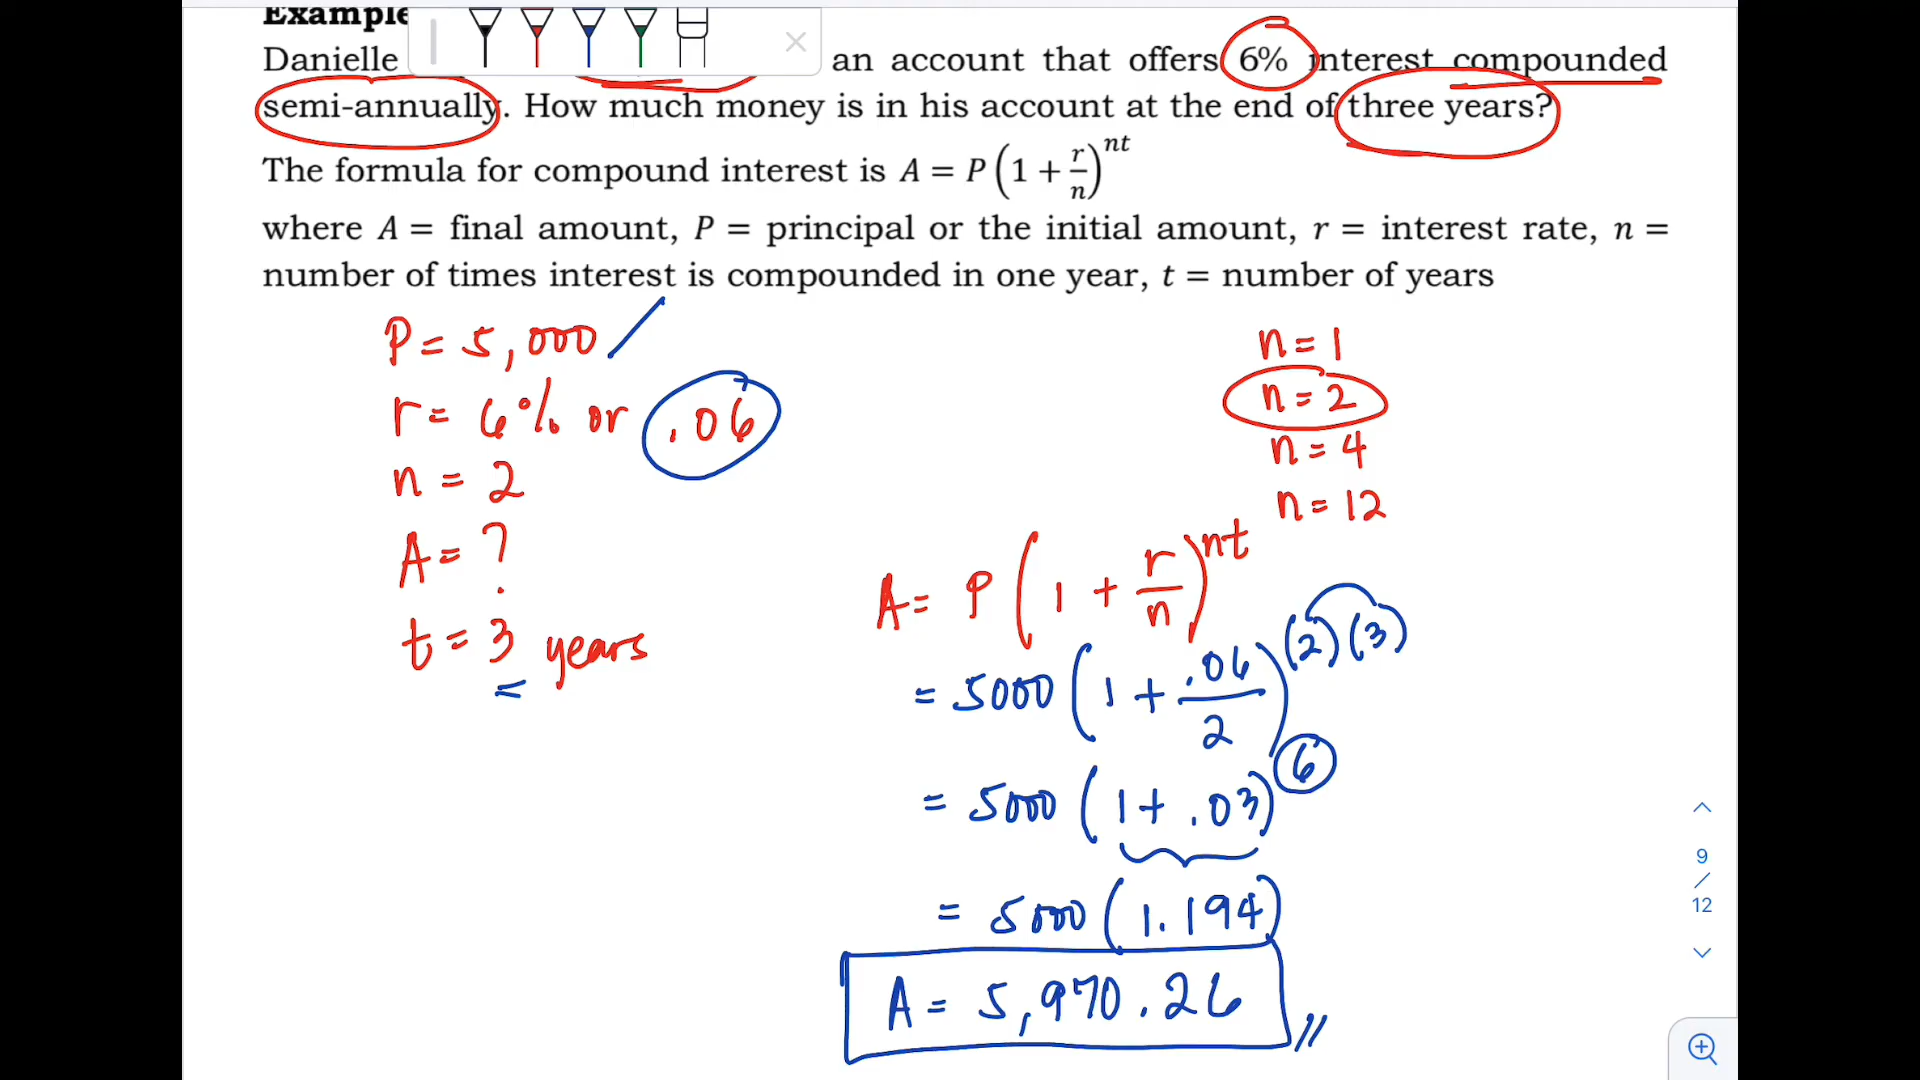 Example
Danielle an account that offers 6% interest compounded
semi-annually. How much money is in his account at the end of three years?
The formula for compound interest is A = P(1 + r/n)^nt
where A = final amount, P = principal or the initial amount, r = interest rate, n =
number of times interest is compounded in one year, t = number of years
P = 5,000
r = 6% or .06
n = 2
A = ?
t = 3 years
n = 1
n = 2
n = 4
n = 12
A = P(1 + r/n)^nt
= 5000(1 + .06/2)^(2)(3)
= 5000(1 + .03)^6
= 5000(1.194)
A = 5,970.26
9
/
12